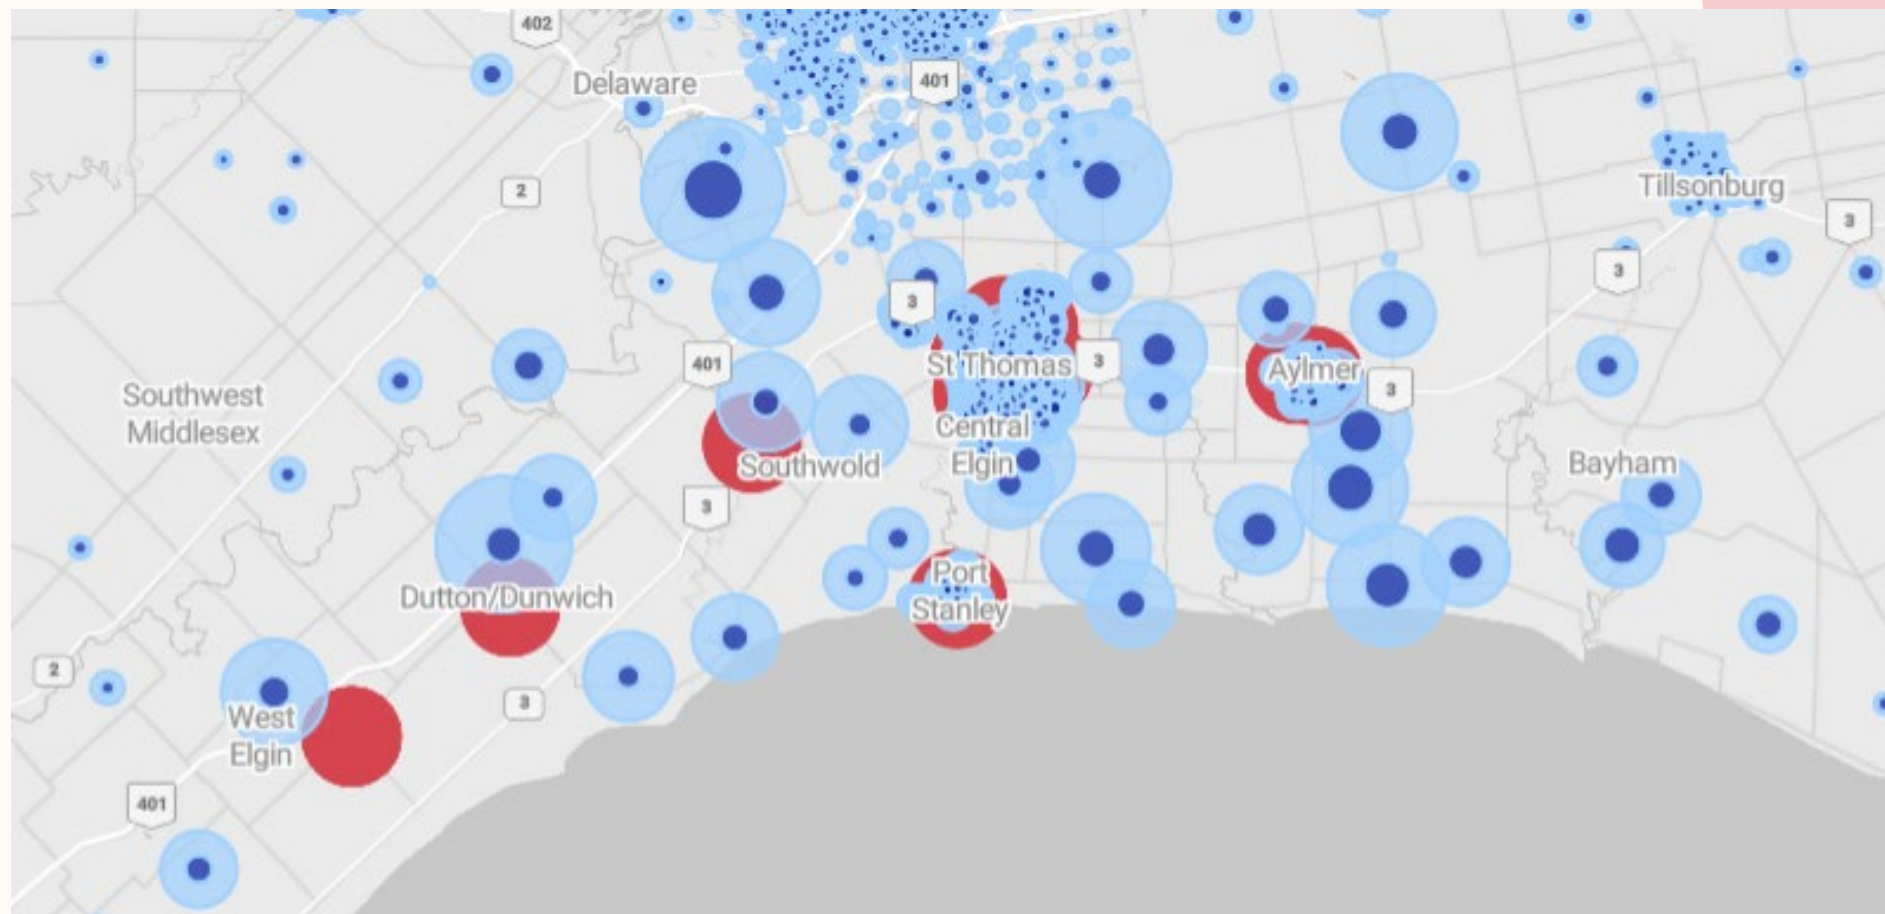 402
Delaware
401
2
Tillsonburg
3
3
3
St Thomas
3
401
Aylmer
3
Southwest
Middlesex
Central
Elgin
Southwold
Bayham
3
Port
Stanley
Dutton/Dunwich
2
3
West
Elgin
401